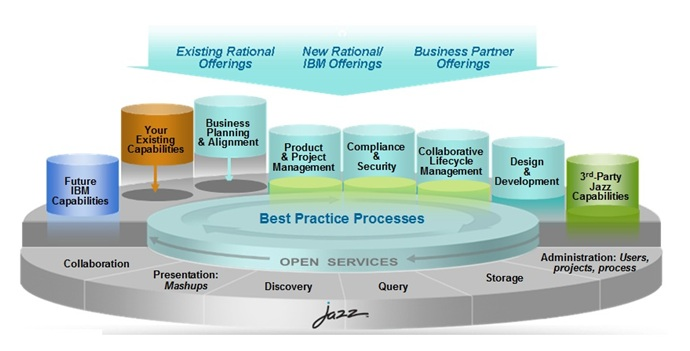 Existing Rational
Offerings
New Rational/
IBM Offerings
Business Partner
Offerings
Future
IBM
Capabilities
Your
Existing
Capabilities
Business
Planning
& Alignment
Product
& Project
Management
Compliance
&
Security
Collaborative
Lifecycle
Management
Design
&
Development
3rd-Party
Jazz
Capabilities
Best Practice Processes
OPEN SERVICES
Collaboration
Presentation:
Mashups
Discovery
Query
Storage
Administration: Users,
projects, process
jazz